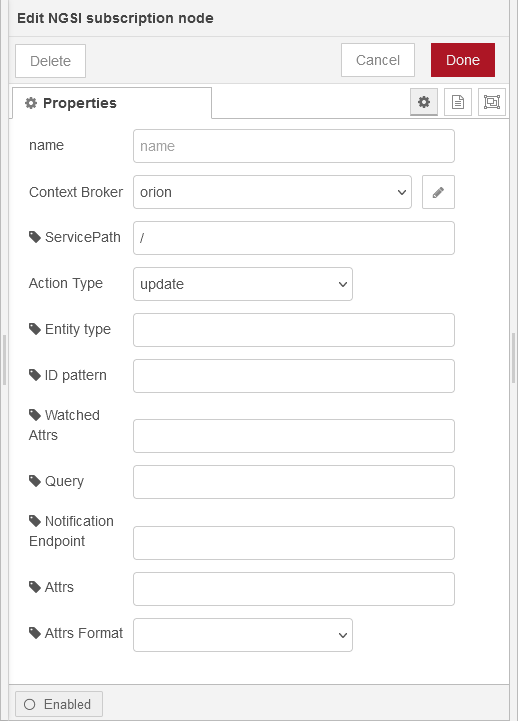 Edit NGSI subscription node
Delete
Cancel
Done
Properties
name
name
Context Broker
orion
ServicePath
/
Action Type
update
Entity type
ID pattern
Watched
Attrs
Query
Notification
Endpoint
Attrs
Attrs Format
Enabled